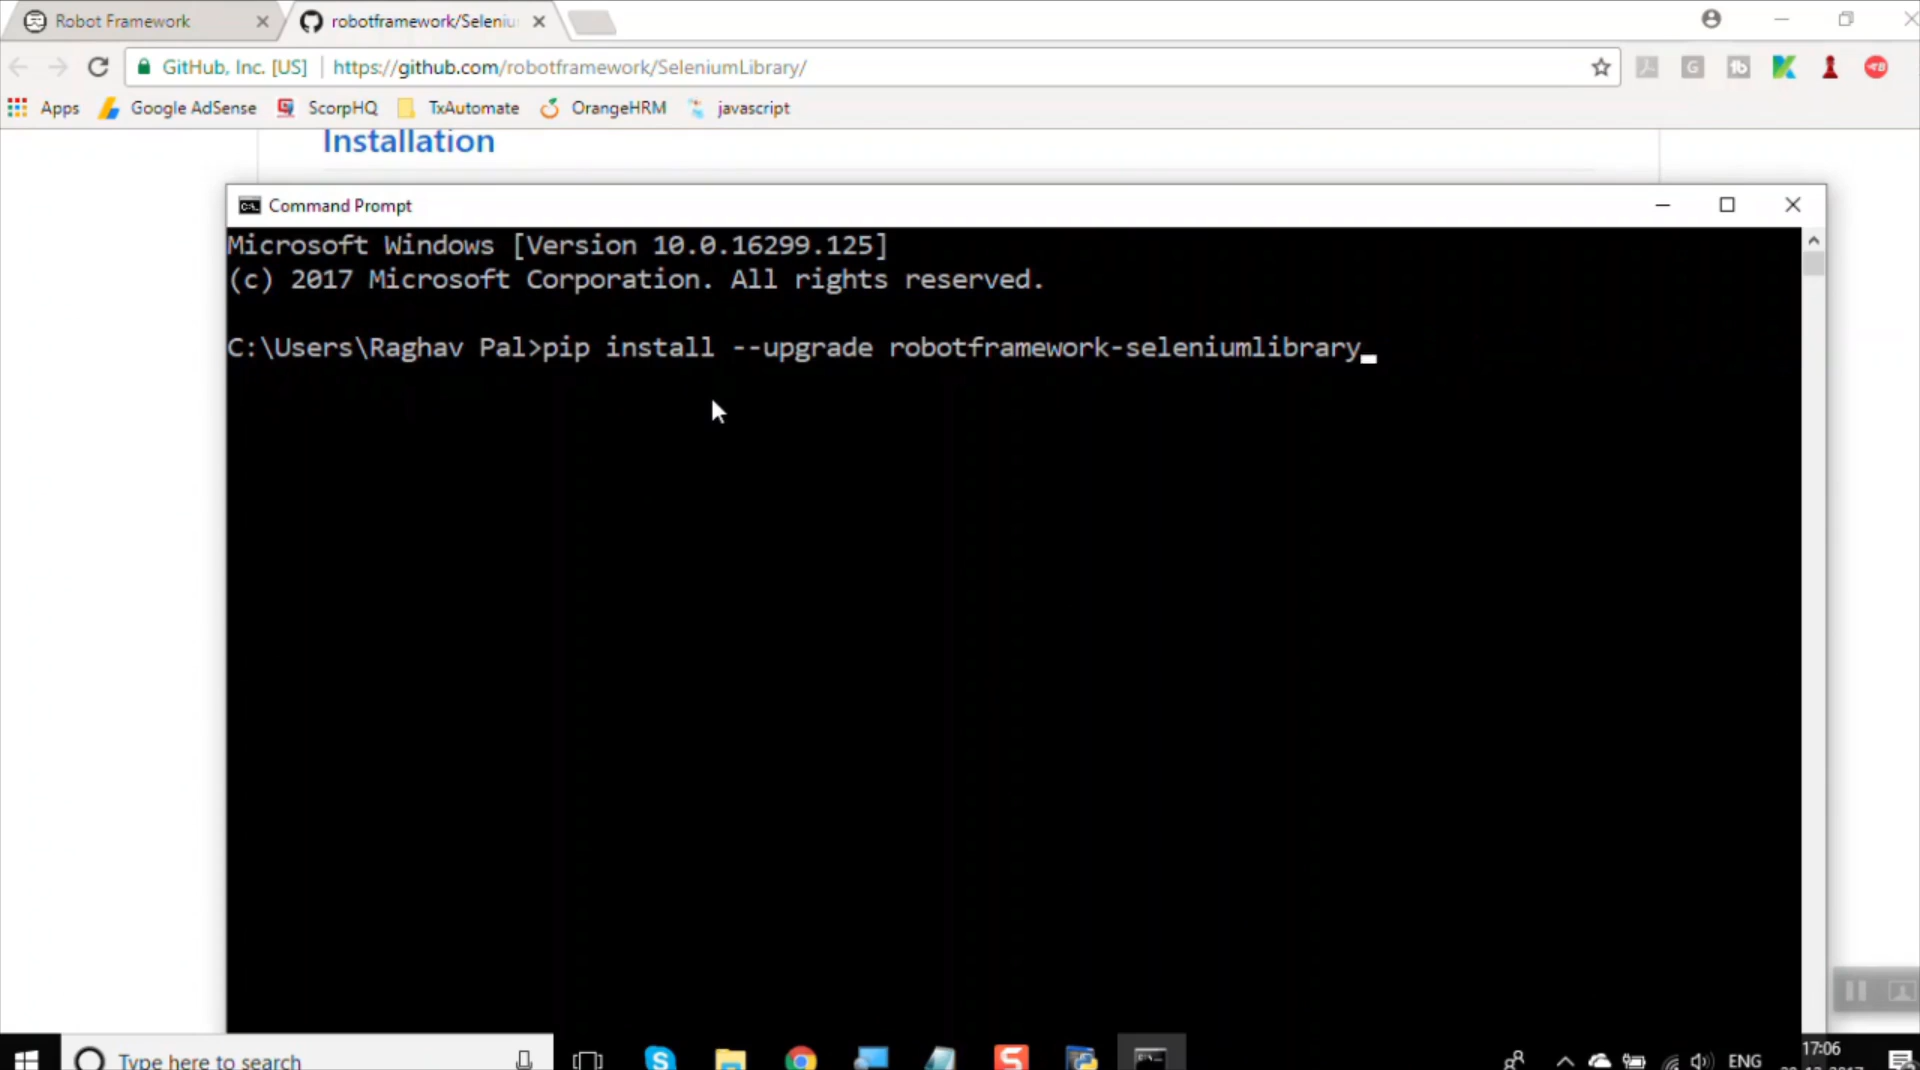 Robot Framework
robotframework/Seleniu
GitHub, Inc. [US] | https://github.com/robotframework/SeleniumLibrary/
Apps Google AdSense ScorpHQ TxAutomate OrangeHRM javascript
Installation
Command Prompt
Microsoft Windows [Version 10.0.16299.125]
(c) 2017 Microsoft Corporation. All rights reserved.
C:\Users\Raghav Pal>pip install --upgrade robotframework-seleniumlibrary_
Type here to search
ENG
17:06